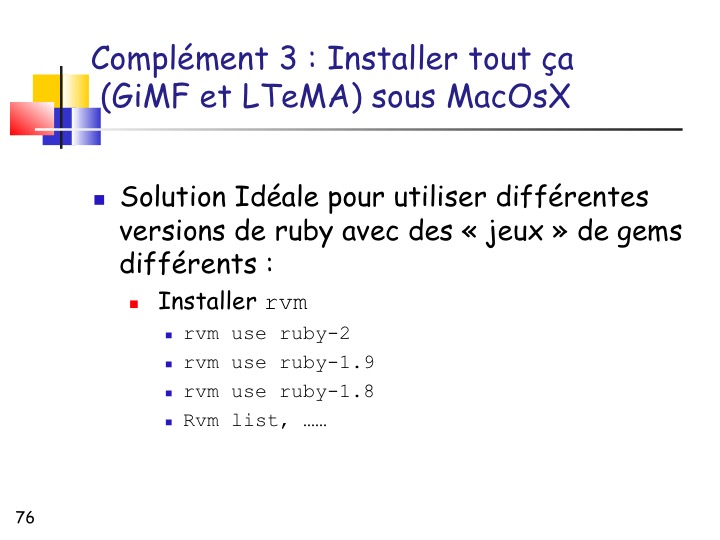 Complément 3 : Installer tout ça
(GiMF et LTeMA) sous MacOsX
Solution Idéale pour utiliser différentes
versions de ruby avec des « jeux » de gems
différents :
Installer rvm
rvm use ruby-2
rvm use ruby-1.9
rvm use ruby-1.8
Rvm list, ……
76